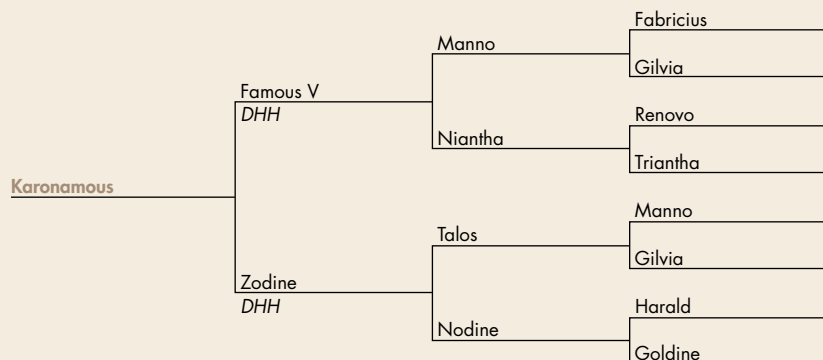 Fabricius
Manno
Gilvia
Famous V
DHH
Renovo
Niantha
Triantha
Karonamous
Manno
Talos
Gilvia
Zodine
DHH
Harald
Nodine
Goldine